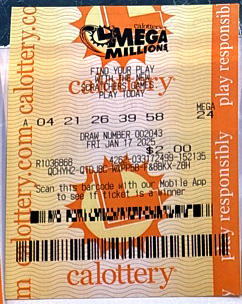 calottery
MEGA
MILLIONS
FIND YOUR PLAY
WITH THE NEW
SCRATCHERS GAMES
PLAY TODAY
MEGA
A 04 21 26 39 58 24
DRAW NUMBER 002043
FRI JAN 17 2025
$2.00
R1036868
Scan this barcode with our Mobile App
to see if ticket is a winner
calottery
calottery.com
play responsibly